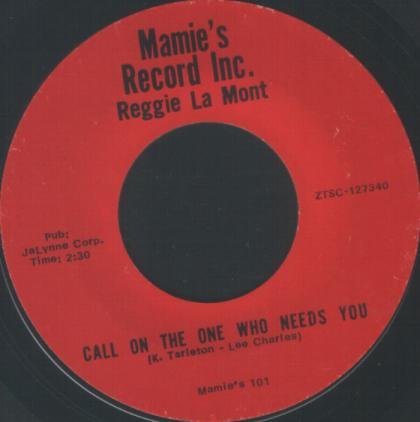 Mamie's
Record Inc.
Reggie La Mont
ZTSC-127340
Pub:
JaLynne Corp.
Time: 2:30
CALL ON THE ONE WHO NEEDS YOU
(K. Tarleton - Lee Charles)
Mamie's 101